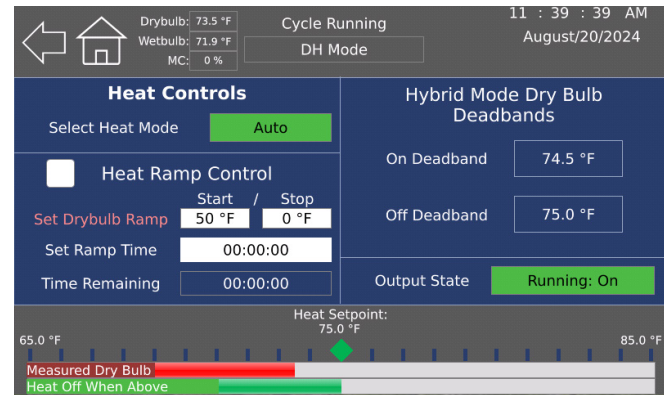 Drybulb: 73.5 °F
Wetbulb: 71.9 °F
MC: 0 %
Cycle Running
DH Mode
11 : 39 : 39 AM
August/20/2024
Heat Controls
Select Heat Mode Auto
Heat Ramp Control
Start / Stop
Set Drybulb Ramp 50 °F 0 °F
Set Ramp Time 00:00:00
Time Remaining 00:00:00
Hybrid Mode Dry Bulb
Deadbands
On Deadband 74.5 °F
Off Deadband 75.0 °F
Output State Running: On
Heat Setpoint:
75.0 °F
65.0 °F 85.0 °F
Measured Dry Bulb
Heat Off When Above